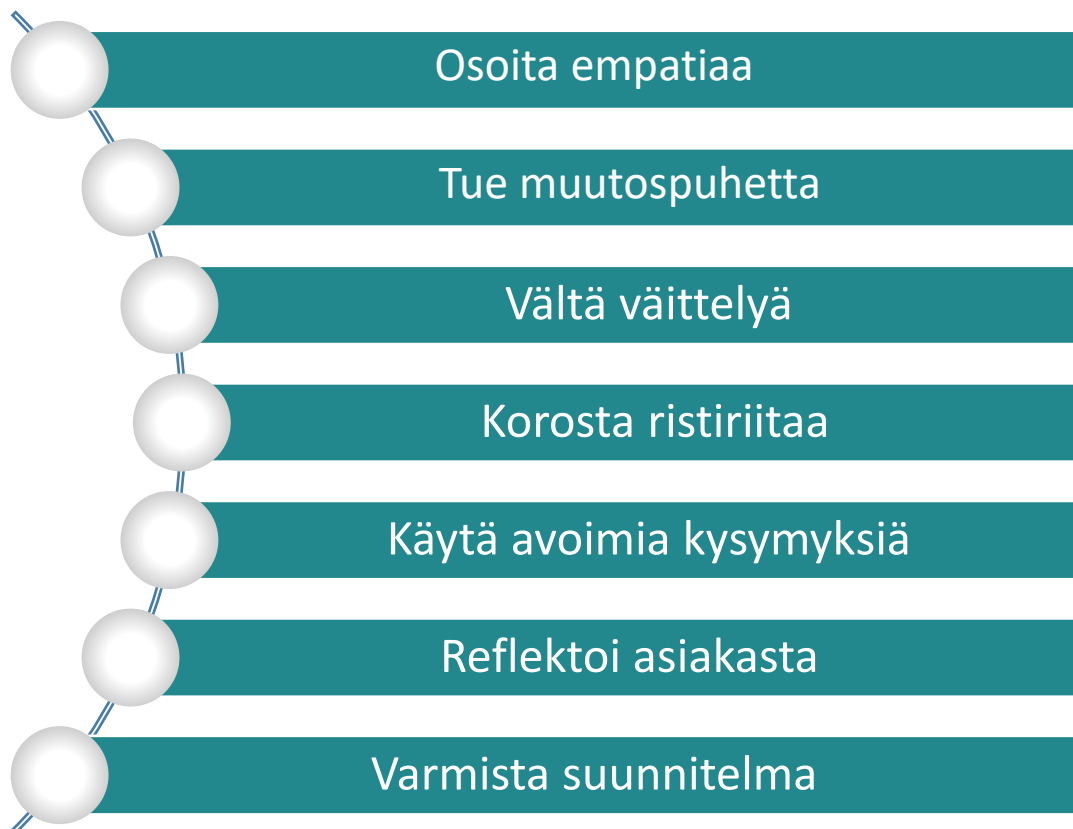 Osoita empatiaa
Tue muutospuhetta
Vältä väittelyä
Korosta ristiriitaa
Käytä avoimia kysymyksiä
Reflektoi asiakasta
Varmista suunnitelma